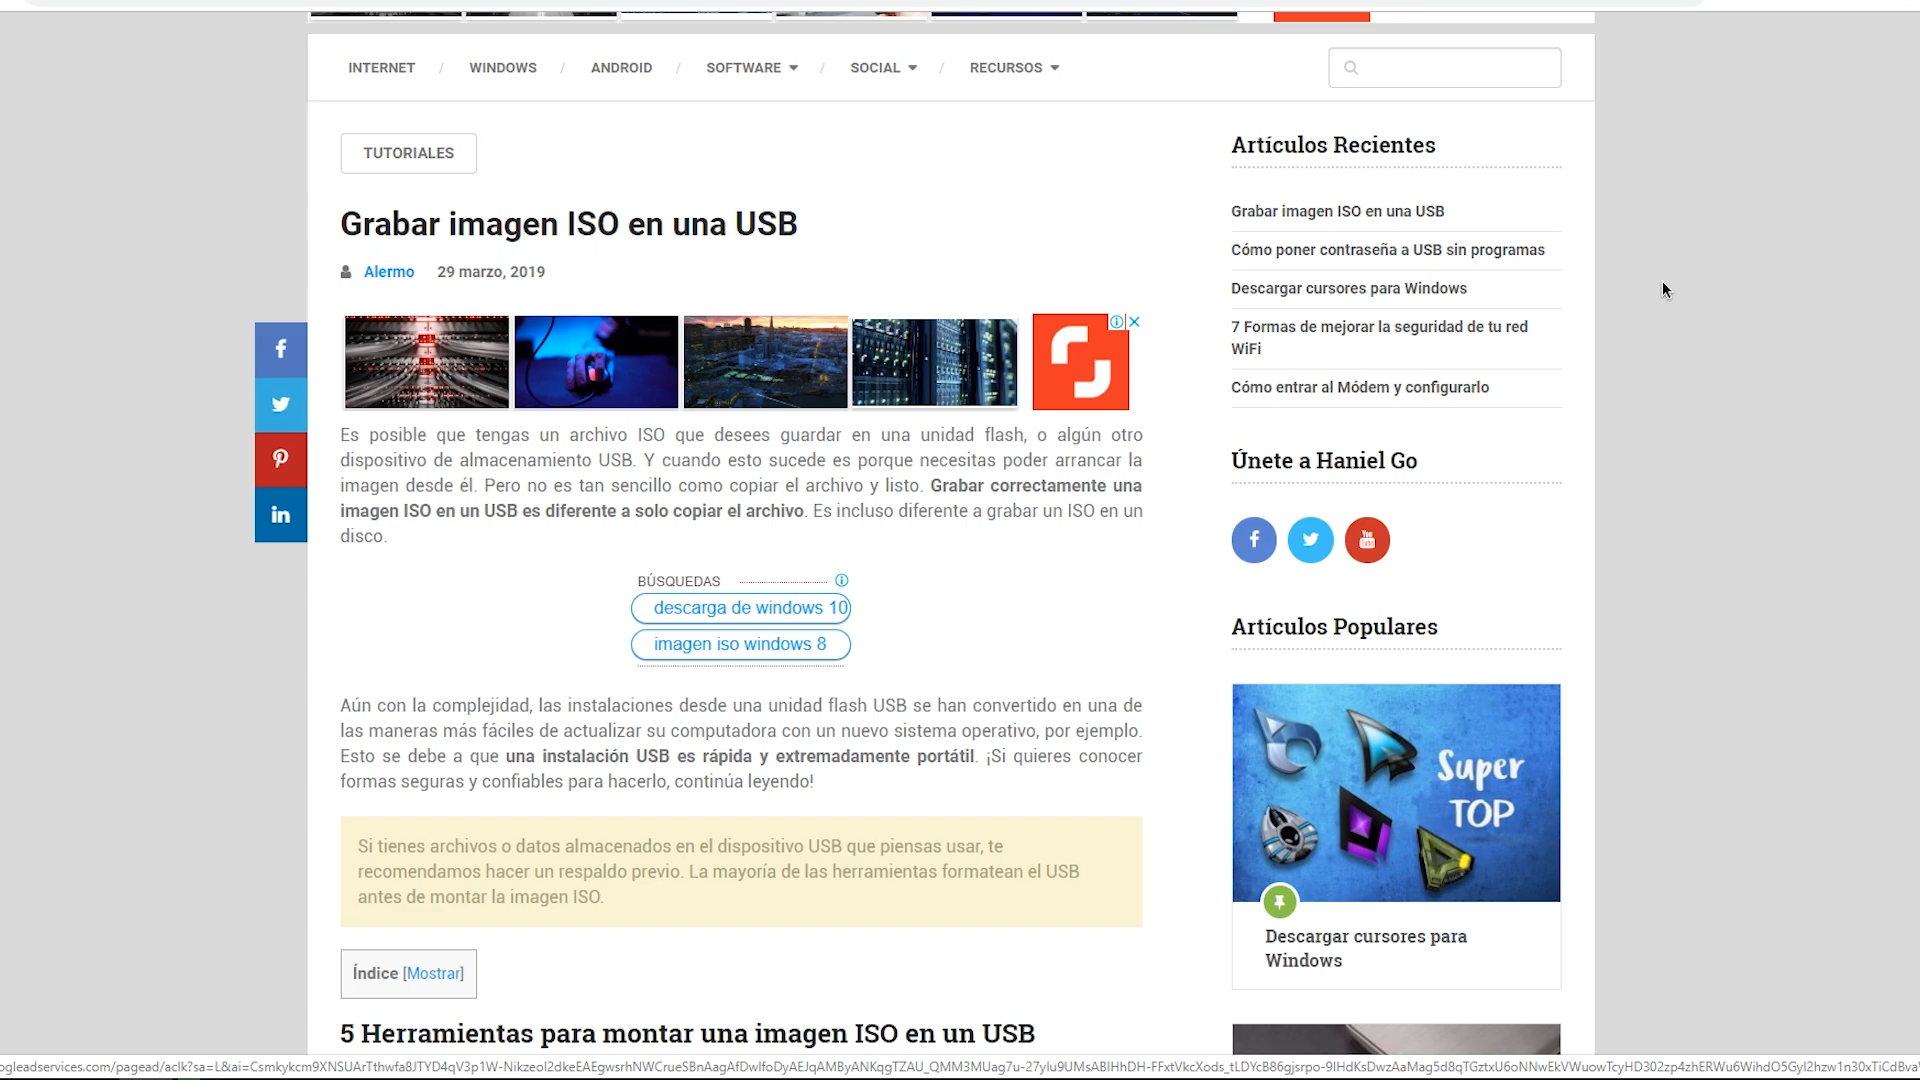 INTERNET / WINDOWS / ANDROID / SOFTWARE / SOCIAL / RECURSOS
TUTORIALES
Grabar imagen ISO en una USB
Alermo 29 marzo, 2019
Es posible que tengas un archivo ISO que desees guardar en una unidad flash, o algún otro
dispositivo de almacenamiento USB. Y cuando esto sucede es porque necesitas poder arrancar la
imagen desde él. Pero no es tan sencillo como copiar el archivo y listo. Grabar correctamente una
imagen ISO en un USB es diferente a solo copiar el archivo. Es incluso diferente a grabar un ISO en un
disco.
BÚSQUEDAS
descarga de windows 10
imagen iso windows 8
Aún con la complejidad, las instalaciones desde una unidad flash USB se han convertido en una de
las maneras más fáciles de actualizar su computadora con un nuevo sistema operativo, por ejemplo.
Esto se debe a que una instalación USB es rápida y extremadamente portátil. ¡Si quieres conocer
formas seguras y confiables para hacerlo, continúa leyendo!
Si tienes archivos o datos almacenados en el dispositivo USB que piensas usar, te
recomendamos hacer un respaldo previo. La mayoría de las herramientas formatean el USB
antes de montar la imagen ISO.
Índice [Mostrar]
5 Herramientas para montar una imagen ISO en un USB
Artículos Recientes
Grabar imagen ISO en una USB
Cómo poner contraseña a USB sin programas
Descargar cursores para Windows
7 Formas de mejorar la seguridad de tu red
WiFi
Cómo entrar al Módem y configurarlo
Únete a Haniel Go
You
Artículos Populares
Super
TOP
Descargar cursores para
Windows